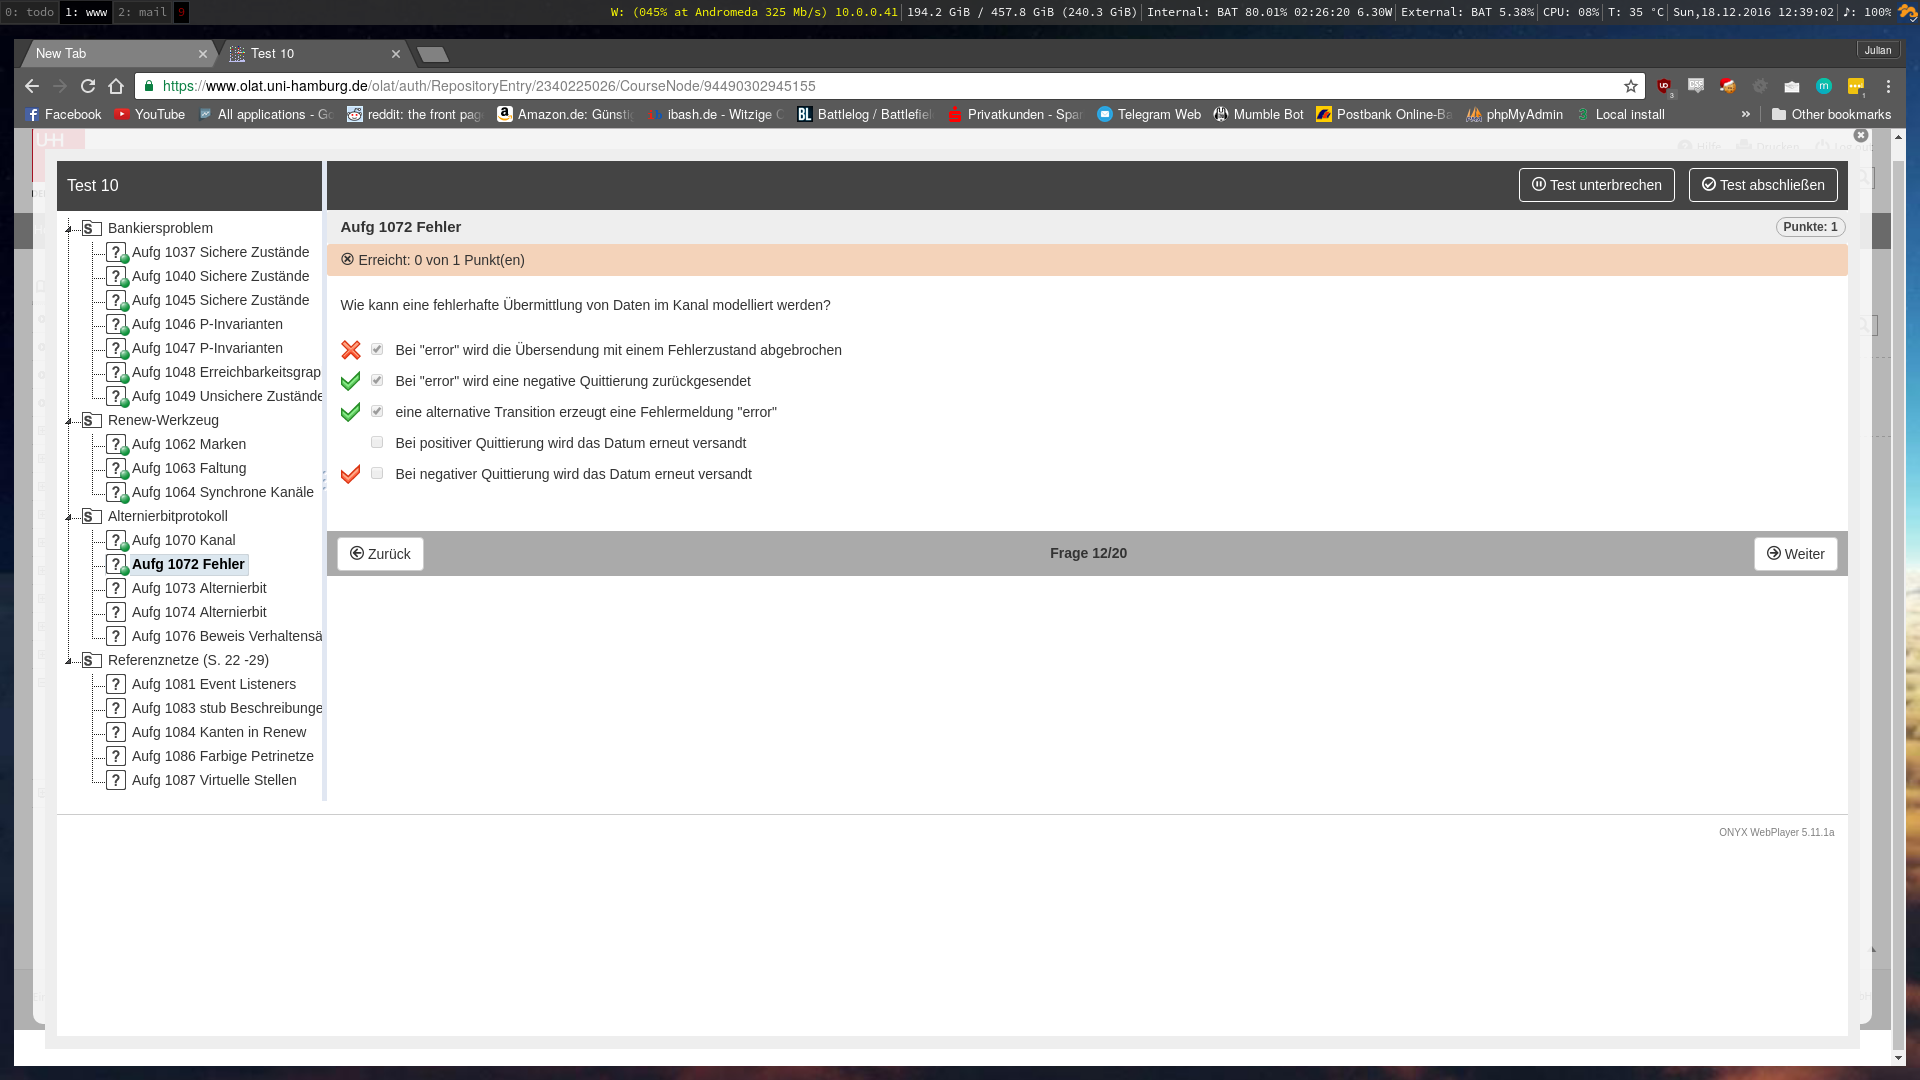 0: todo 1: www 2: mail 9
W: (045% at Andromeda 325 Mb/s) 10.0.0.41 194.2 GiB / 457.8 GiB (240.3 GiB) Internal: BAT 80.01% 02:26:20 6.30W External: BAT 5.38% CPU: 08% T: 35 °C Sun,18.12.2016 12:39:02 ♪: 100%
New Tab
Test 10
Julian
https://www.olat.uni-hamburg.de/olat/auth/RepositoryEntry/2340225026/CourseNode/94490302945155
Facebook YouTube All applications - Go reddit: the front pag Amazon.de: Günsti ibash.de - Witzige Battlelog / Battlefiel Privatkunden - Spar Telegram Web Mumble Bot Postbank Online-Ba phpMyAdmin Local install » Other bookmarks
Test 10
Test unterbrechen
Test abschließen
Bankiersproblem
Aufg 1037 Sichere Zustände
Aufg 1040 Sichere Zustände
Aufg 1045 Sichere Zustände
Aufg 1046 P-Invarianten
Aufg 1047 P-Invarianten
Aufg 1048 Erreichbarkeitsgrap
Aufg 1049 Unsichere Zustände
Renew-Werkzeug
Aufg 1062 Marken
Aufg 1063 Faltung
Aufg 1064 Synchrone Kanäle
Alternierbitprotokoll
Aufg 1070 Kanal
Aufg 1072 Fehler
Aufg 1073 Alternierbit
Aufg 1074 Alternierbit
Aufg 1076 Beweis Verhaltensä
Referenznetze (S. 22 -29)
Aufg 1081 Event Listeners
Aufg 1083 stub Beschreibunge
Aufg 1084 Kanten in Renew
Aufg 1086 Farbige Petrinetze
Aufg 1087 Virtuelle Stellen
Aufg 1072 Fehler
Punkte: 1
Erreicht: 0 von 1 Punkt(en)
Wie kann eine fehlerhafte Übermittlung von Daten im Kanal modelliert werden?
Bei "error" wird die Übersendung mit einem Fehlerzustand abgebrochen
Bei "error" wird eine negative Quittierung zurückgesendet
eine alternative Transition erzeugt eine Fehlermeldung "error"
Bei positiver Quittierung wird das Datum erneut versandt
Bei negativer Quittierung wird das Datum erneut versandt
Zurück
Frage 12/20
Weiter
ONYX WebPlayer 5.11.1a